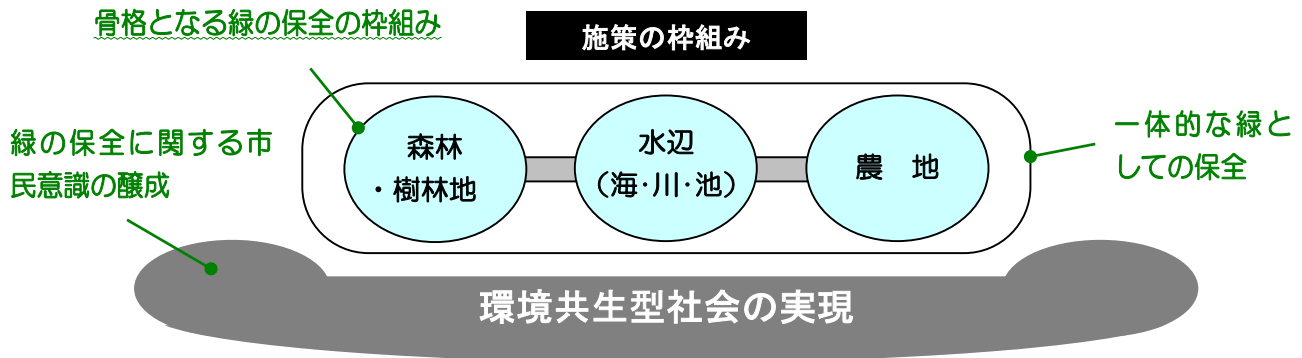 骨格となる緑の保全の枠組み
施策の枠組み
緑の保全に関する市
民意識の醸成
森林
・樹林地
水辺
（海・川・池）
農　地
一体的な緑と
しての保全
環境共生型社会の実現